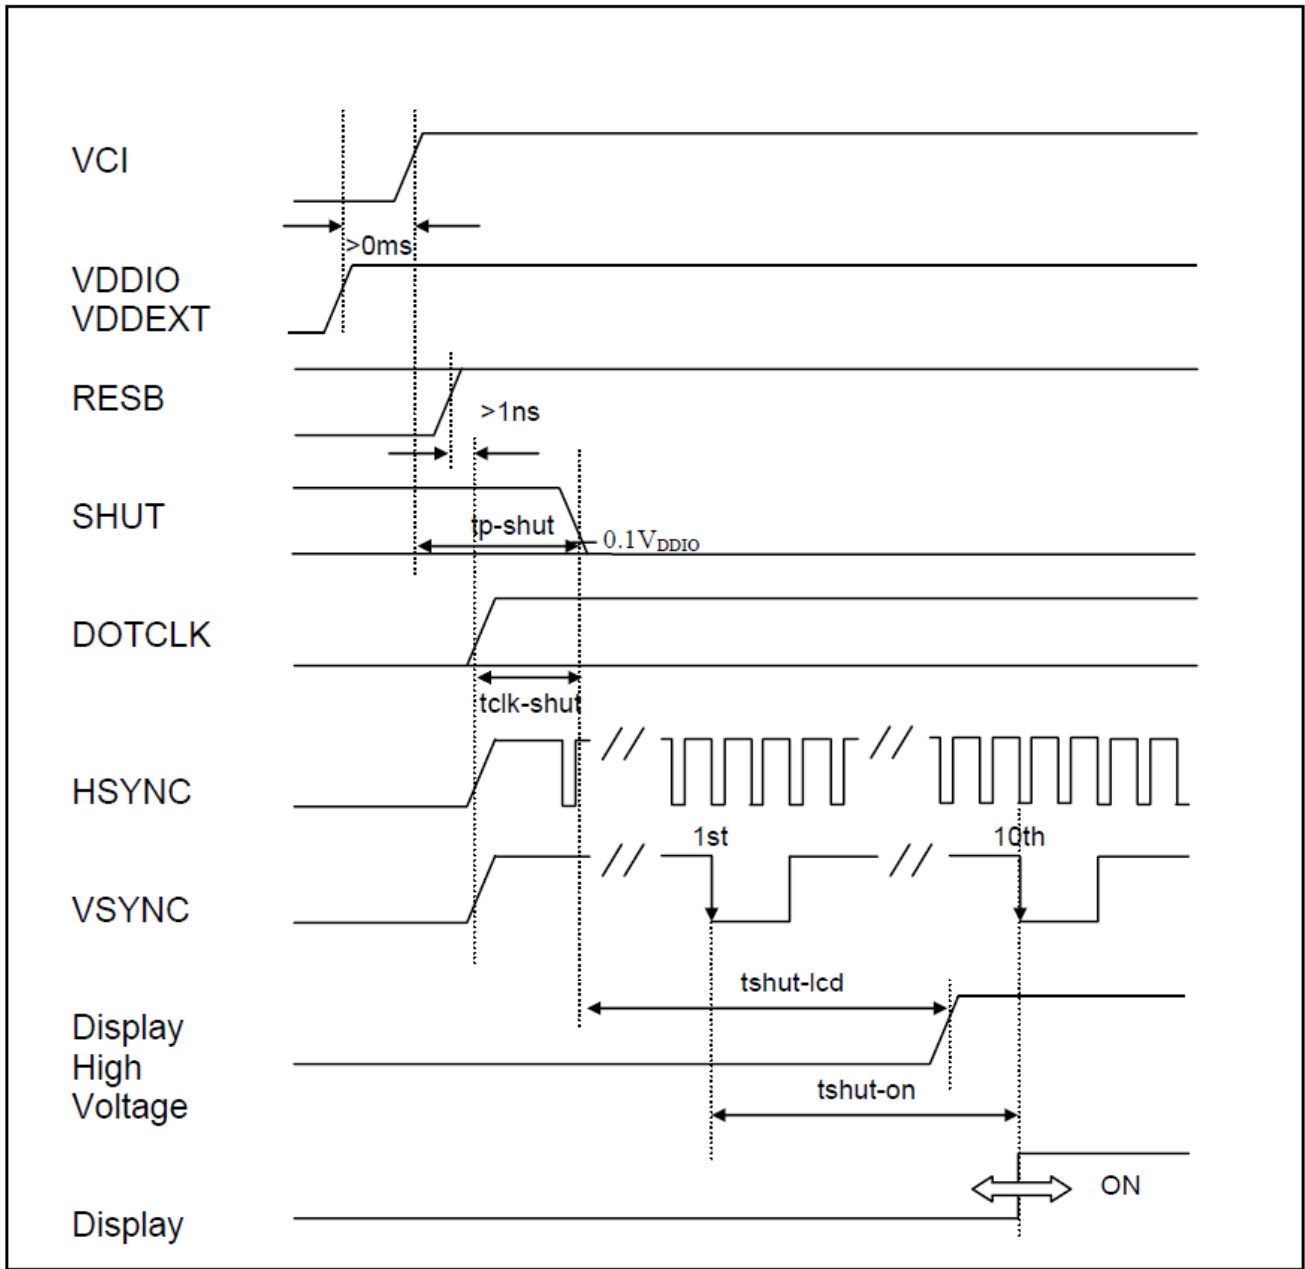 VCI
>0ms
VDDIO
VDDEXT
RESB
>1ns
SHUT
tp-shut
0.1VDDIO
DOTCLK
tclk-shut
HSYNC
1st
10th
VSYNC
tshut-lcd
Display
High
Voltage
tshut-on
ON
Display